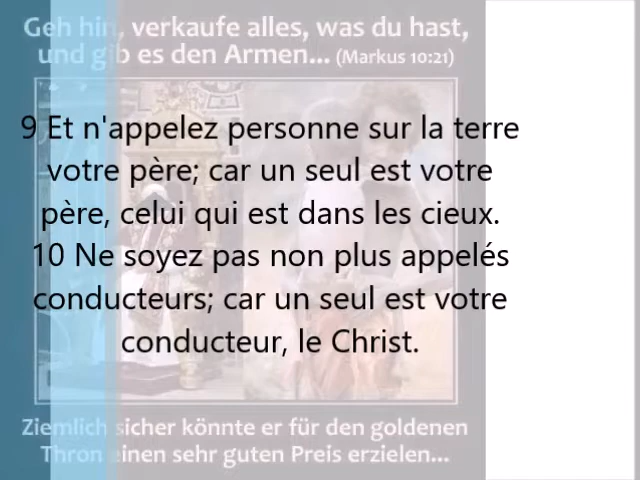 Geh hin, verkaufe alles, was du hast,
und gib es den Armen... (Markus 10:21)
9 Et n'appelez personne sur la terre
votre père; car un seul est votre
père, celui qui est dans les cieux.
10 Ne soyez pas non plus appelés
conducteurs; car un seul est votre
conducteur, le Christ.
Ziemlich sicher könnte er für den goldenen
Thron einen sehr guten Preis erzielen...